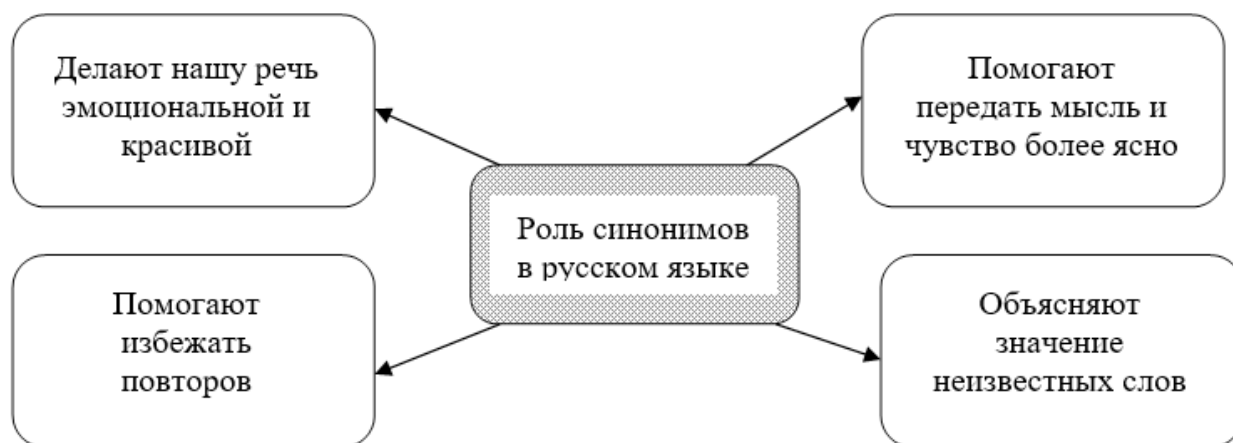 Делают нашу речь
эмоциональной и
красивой
Помогают
передать мысль и
чувство более ясно
Роль синонимов
в русском языке
Помогают
избежать
повторов
Объясняют
значение
неизвестных слов